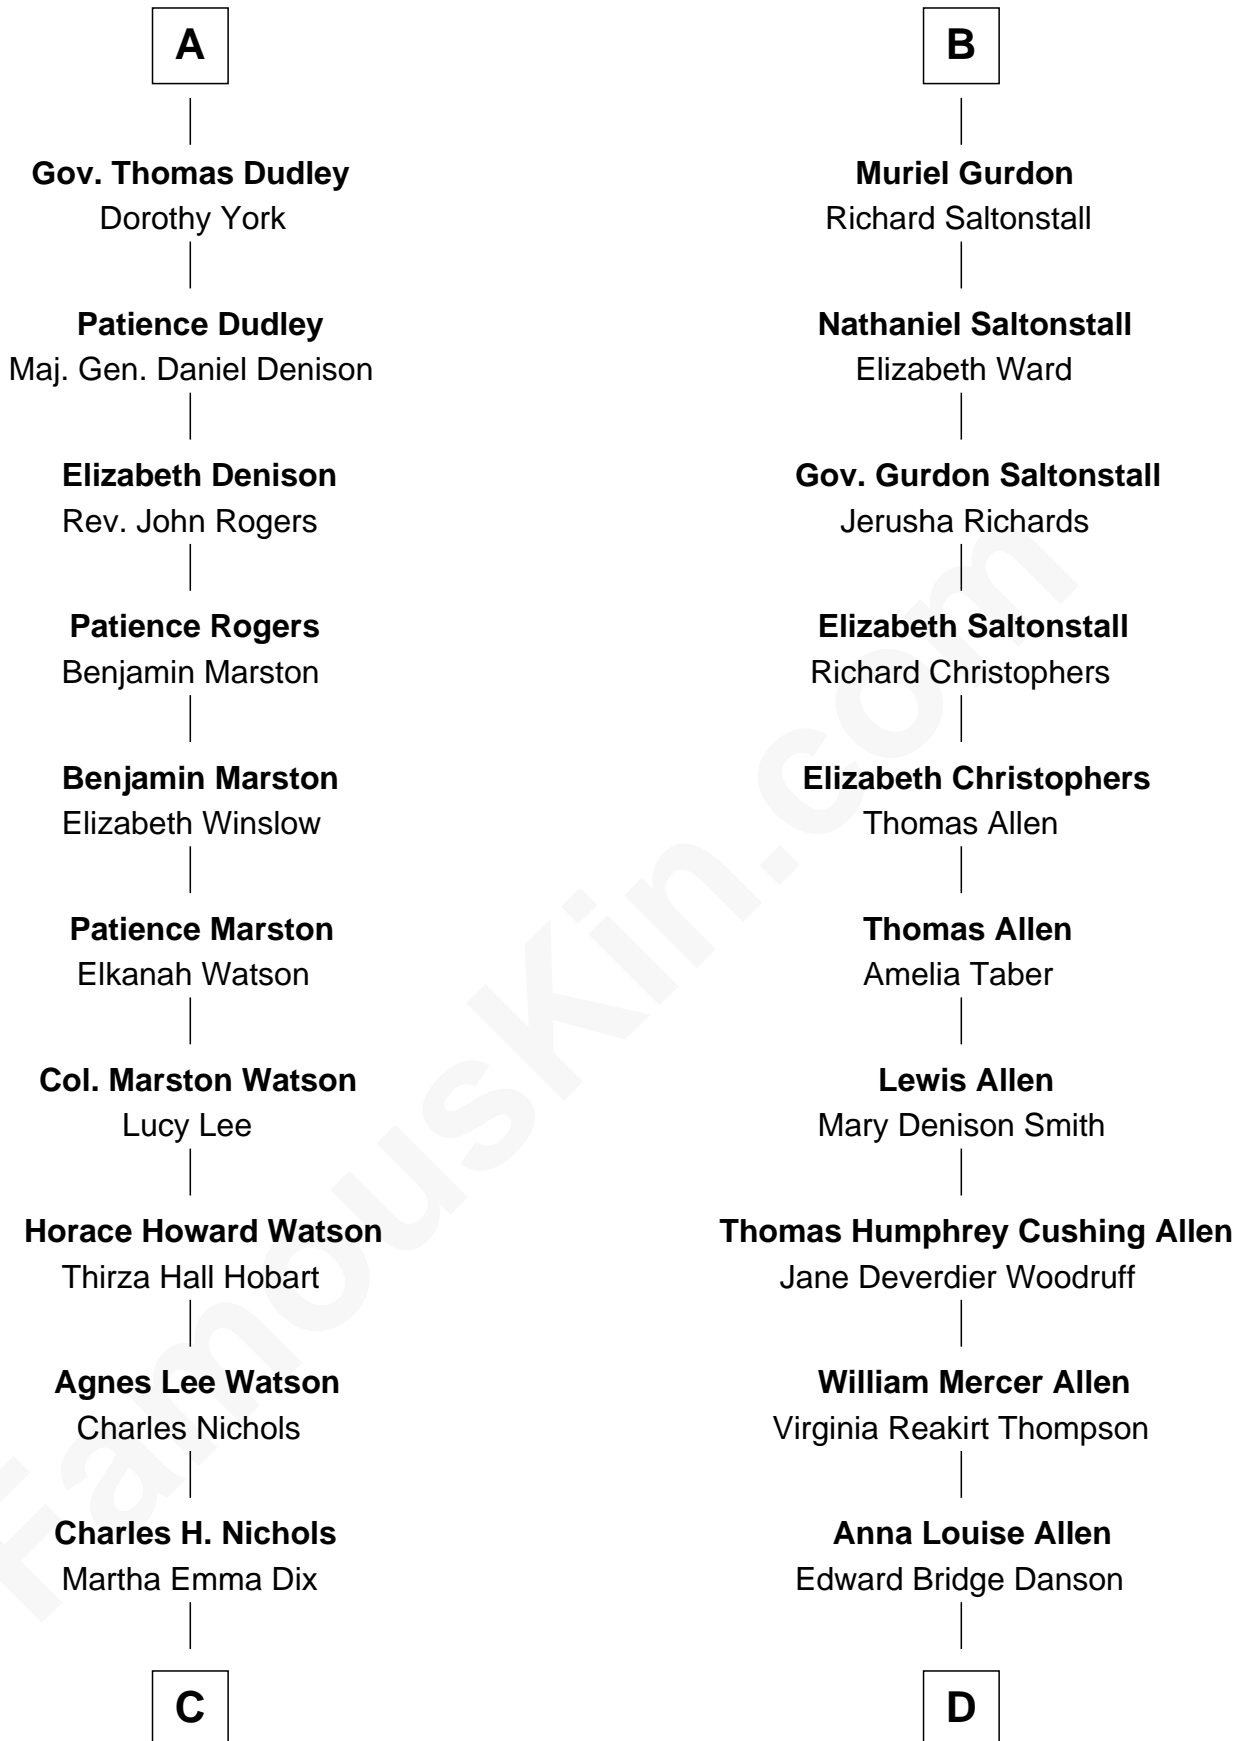 A
Gov. Thomas Dudley
Dorothy York
Patience Dudley
Maj. Gen. Daniel Denison
Elizabeth Denison
Rev. John Rogers
Patience Rogers
Benjamin Marston
Benjamin Marston
Elizabeth Winslow
Patience Marston
Elkanah Watson
Col. Marston Watson
Lucy Lee
Horace Howard Watson
Thirza Hall Hobart
Agnes Lee Watson
Charles Nichols
Charles H. Nichols
Martha Emma Dix
C
B
Muriel Gurdon
Richard Saltonstall
Nathaniel Saltonstall
Elizabeth Ward
Gov. Gurdon Saltonstall
Jerusha Richards
Elizabeth Saltonstall
Richard Christophers
Elizabeth Christophers
Thomas Allen
Thomas Allen
Amelia Taber
Lewis Allen
Mary Denison Smith
Thomas Humphrey Cushing Allen
Jane Deverdier Woodruff
William Mercer Allen
Virginia Reakirt Thompson
Anna Louise Allen
Edward Bridge Danson
D
FamousKin.com